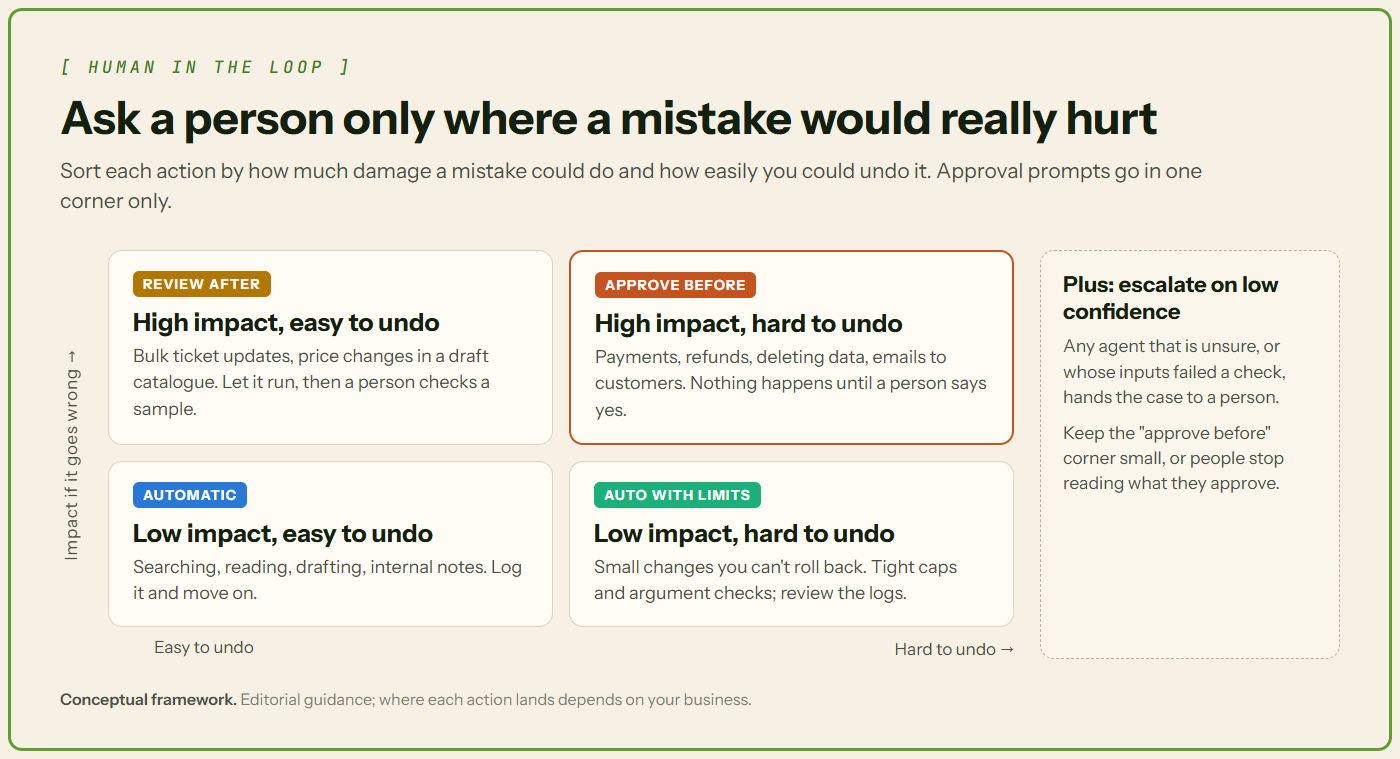 [ HUMAN IN THE LOOP ]
Ask a person only where a mistake would really hurt
Sort each action by how much damage a mistake could do and how easily you could undo it. Approval prompts go in one
corner only.
Impact if it goes wrong →
REVIEW AFTER
High impact, easy to undo
Bulk ticket updates, price changes in a draft
catalogue. Let it run, then a person checks a
sample.
APPROVE BEFORE
High impact, hard to undo
Payments, refunds, deleting data, emails to
customers. Nothing happens until a person says
yes.
AUTOMATIC
Low impact, easy to undo
Searching, reading, drafting, internal notes. Log
it and move on.
AUTO WITH LIMITS
Low impact, hard to undo
Small changes you can't roll back. Tight caps
and argument checks; review the logs.
Easy to undo
Hard to undo →
Plus: escalate on low
confidence
Any agent that is unsure, or
whose inputs failed a check,
hands the case to a person.
Keep the "approve before"
corner small, or people stop
reading what they approve.
Conceptual framework. Editorial guidance; where each action lands depends on your business.